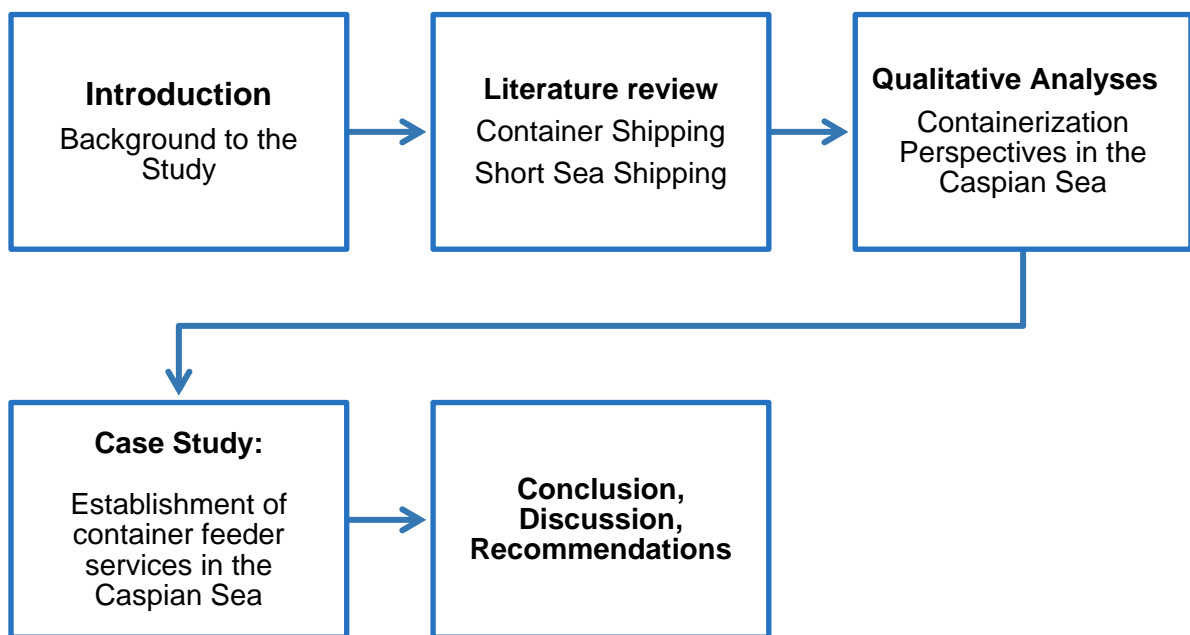 Introduction
Background to the
Study
Literature review
Container Shipping
Short Sea Shipping
Qualitative Analyses
Containerization
Perspectives in the
Caspian Sea
Case Study:
Establishment of
container feeder
services in the
Caspian Sea
Conclusion,
Discussion,
Recommendations